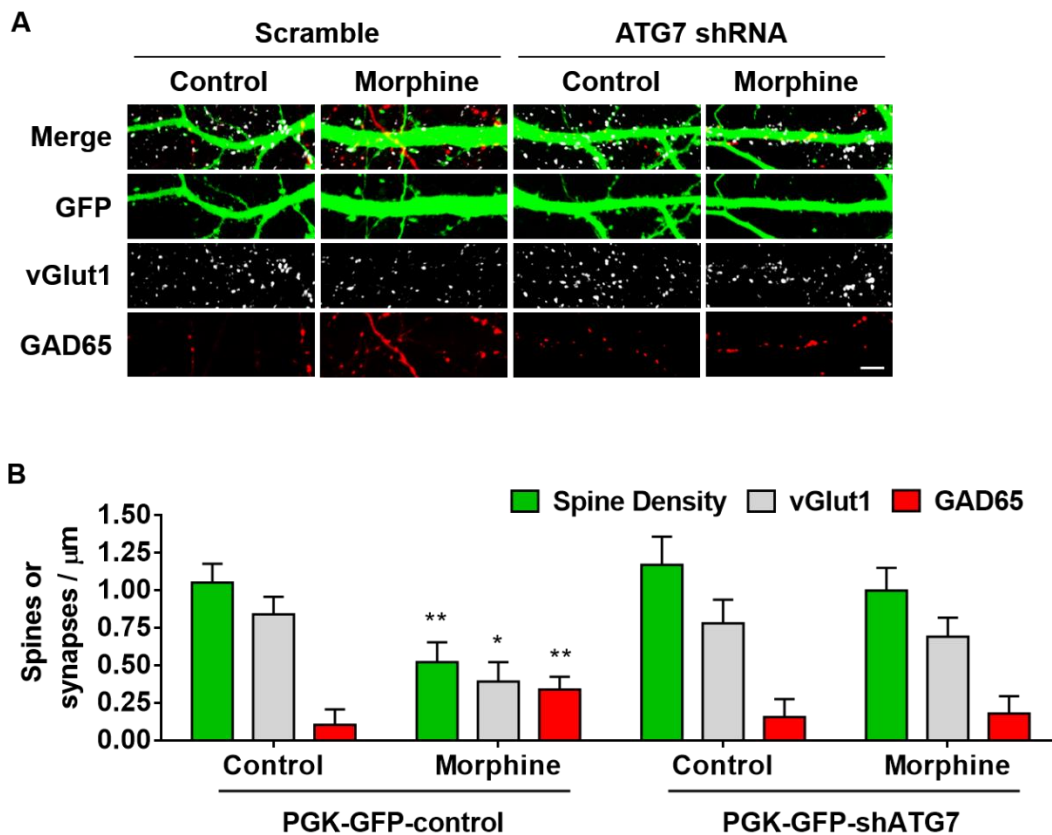 A
Scramble ATG7 shRNA
Control Morphine Control Morphine
Merge
GFP
vGlut1
GAD65
B
Spine Density vGlut1 GAD65
Spines or
synapses / μm
1.50
1.25
1.00
0.75
0.50
0.25
0.00
** * **
Control Morphine Control Morphine
PGK-GFP-control PGK-GFP-shATG7